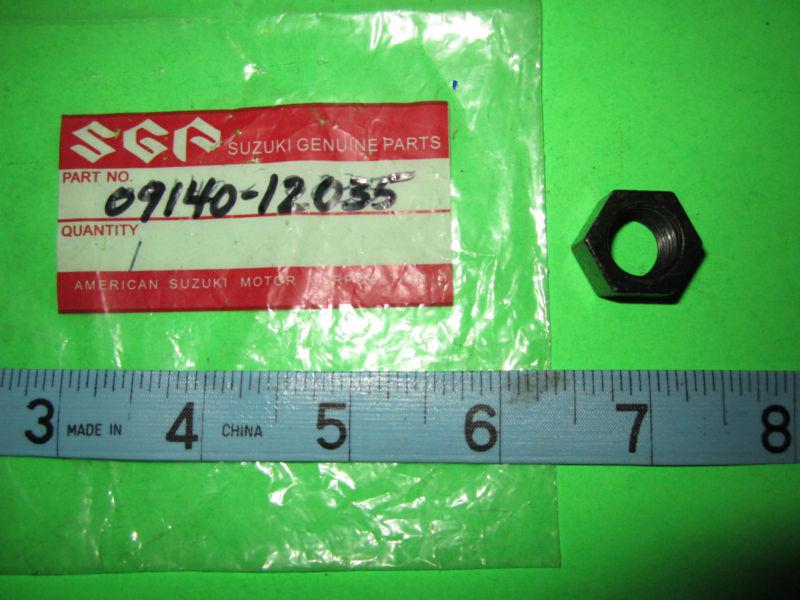 SGP SUZUKI GENUINE PARTS
PART NO. 09140-12035
QUANTITY
1
AMERICAN SUZUKI MOTOR
3 MADE IN 4 CHINA 5 6 7 8